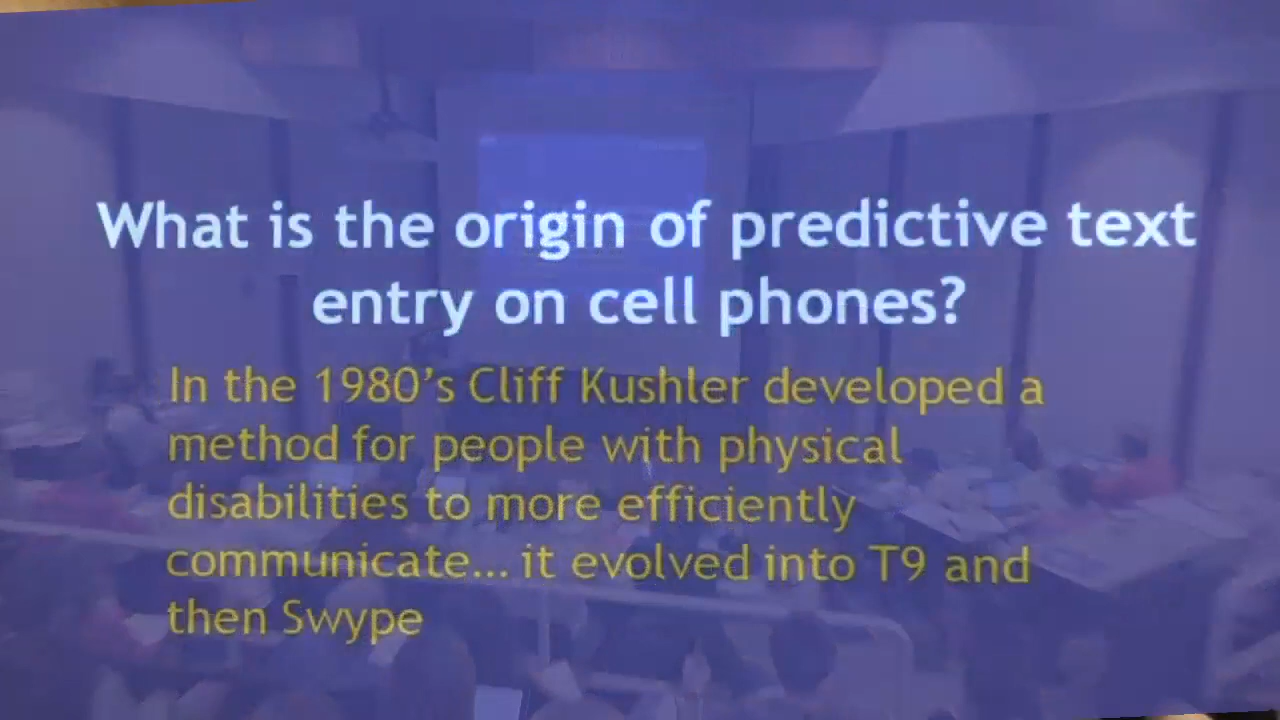 What is the origin of predictive text
entry on cell phones?
In the 1980's Cliff Kushler developed a
method for people with physical
disabilities to more efficiently
communicate... it evolved into T9 and
then Swype